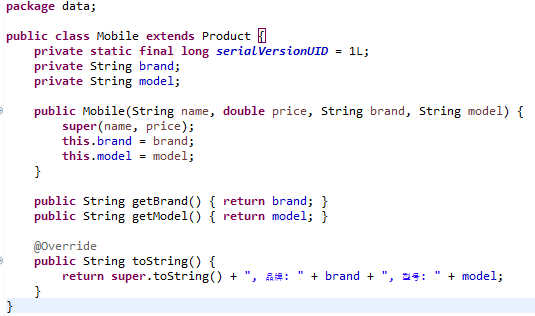 package data;
public class Mobile extends Product {
private static final long serialVersionUID = 1L;
private String brand;
private String model;
public Mobile(String name, double price, String brand, String model) {
super(name, price);
this.brand = brand;
this.model = model;
}
public String getBrand() { return brand; }
public String getModel() { return model; }
@Override
public String toString() {
return super.toString() + ", 品牌: " + brand + ", 型号: " + model;
}
}